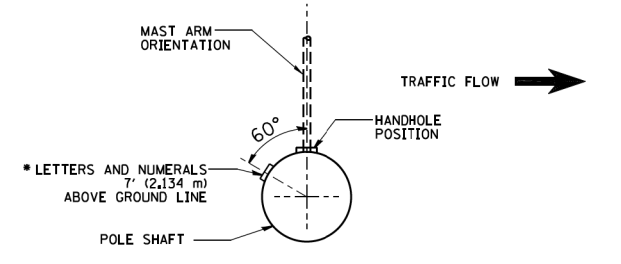 MAST ARM
ORIENTATION
TRAFFIC FLOW
60°
HANDHOLE
POSITION
* LETTERS AND NUMERALS
7' (2.134 m)
ABOVE GROUND LINE
POLE SHAFT